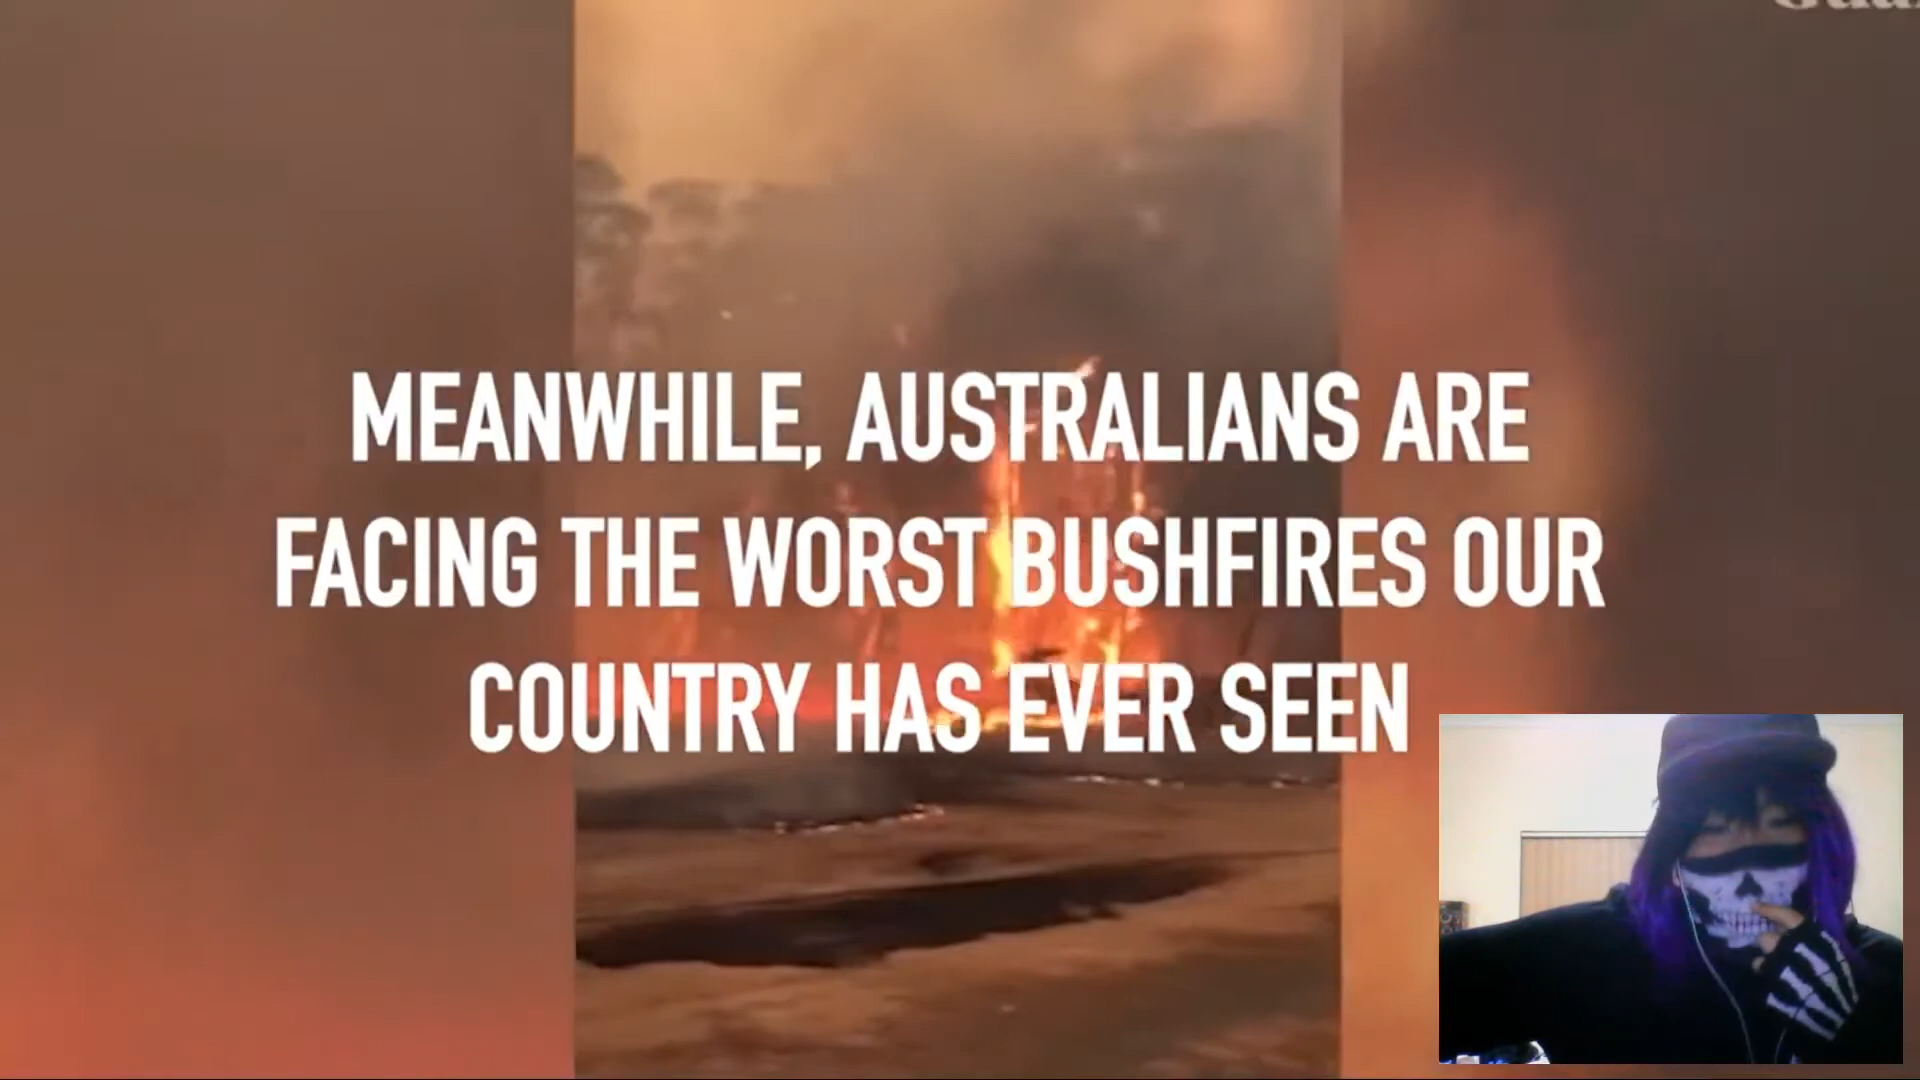 MEANWHILE, AUSTRALIANS ARE
FACING THE WORST BUSHFIRES OUR
COUNTRY HAS EVER SEEN